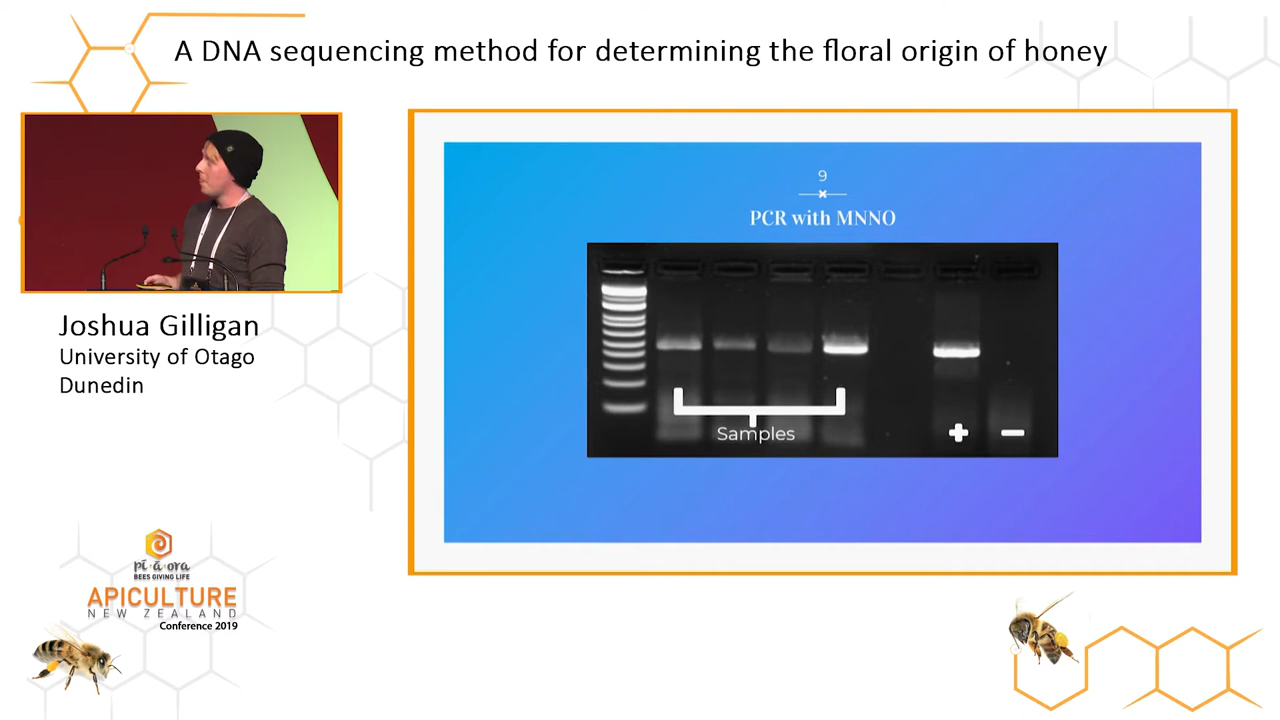 A DNA sequencing method for determining the floral origin of honey
9
PCR with MNNO
Samples
+ −
Joshua Gilligan
University of Otago
Dunedin
pī·ā·ora
BEES GIVING LIFE
APICULTURE
NEW ZEALAND
Conference 2019